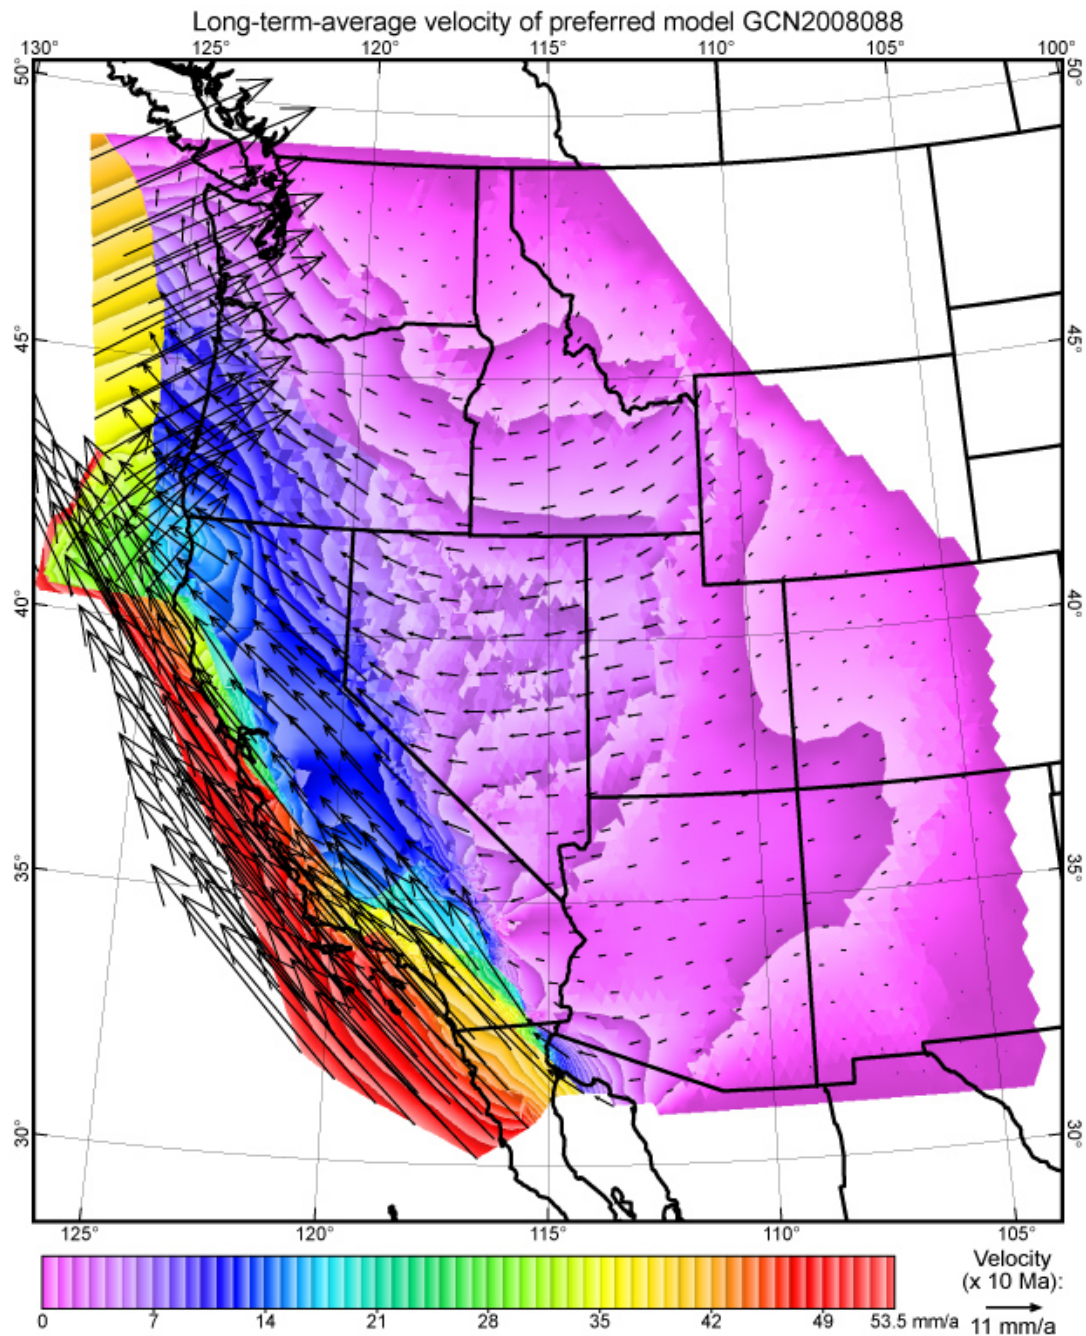 Long-term-average velocity of preferred model GCN2008088
130° 125° 120° 115° 110° 105° 100°
50° 50°
45° 45°
40° 40°
35° 35°
30° 30°
125° 120° 115° 110° 105°
0 7 14 21 28 35 42 49 53.5 mm/a
Velocity
(x 10 Ma):
11 mm/a